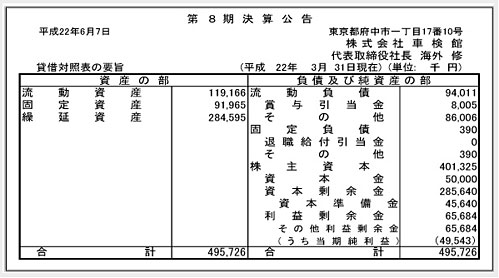 第８期決算公告
平成22年6月7日
東京都府中市一丁目17番10号
株式会社車検館
代表取締役社長 海外 修
貸借対照表の要旨 (平成 22年 3月 31日現在) (単位: 千円)
資産の部 負債及び純資産の部
流動資産 119,166 流動負債 94,011
固定資産 91,965 賞与引当金 8,005
繰延資産 284,595 その他 86,006
固定負債 390
退職給付引当金 0
その他 390
株主資本 401,325
資本金 50,000
資本剰余金 285,640
資本準備金 45,640
利益剰余金 65,684
その他利益剰余金 65,684
(うち当期純利益) (49,543)
合計 495,726 合計 495,726